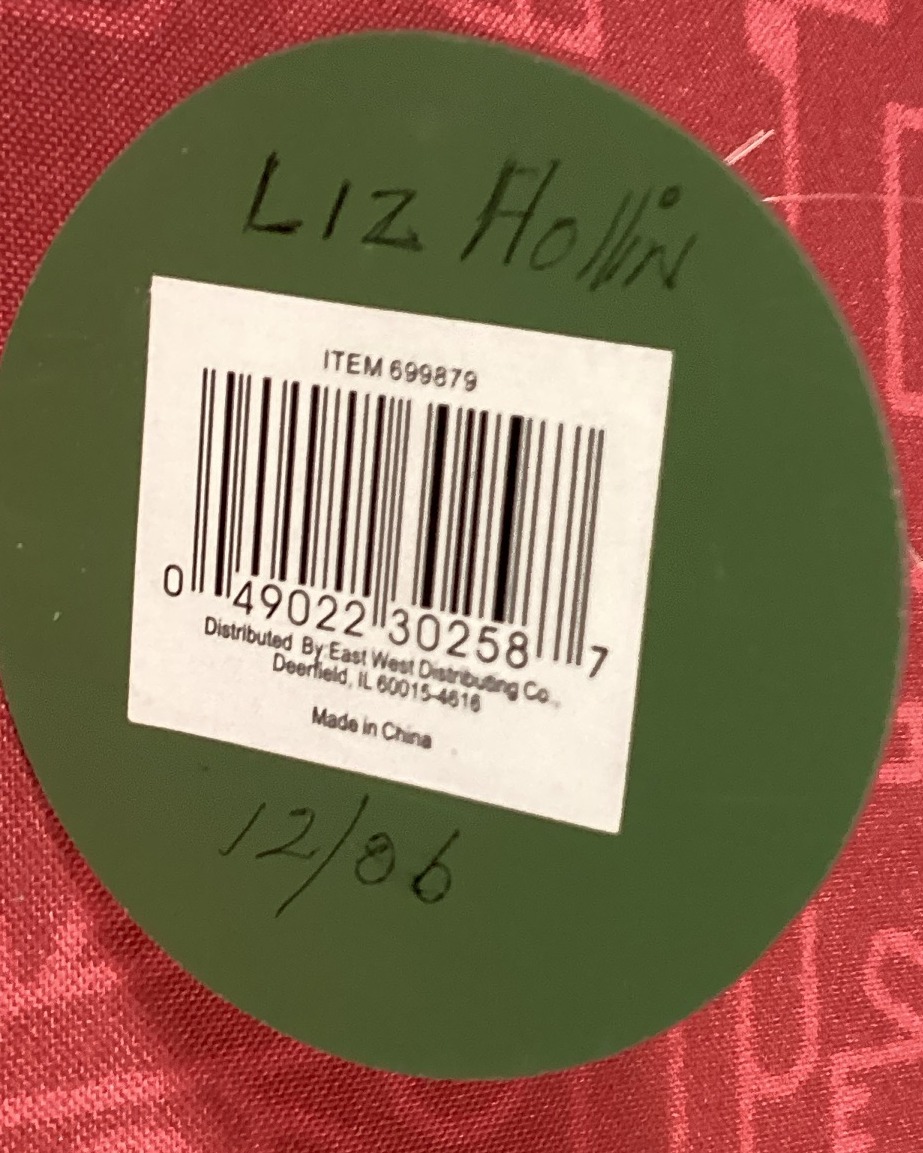 LIZ Hollin
ITEM 699879
0 49022 30258 7
Distributed By East West Distributing Co.,
Deerfield, IL 60015-4616
Made in China
12/06